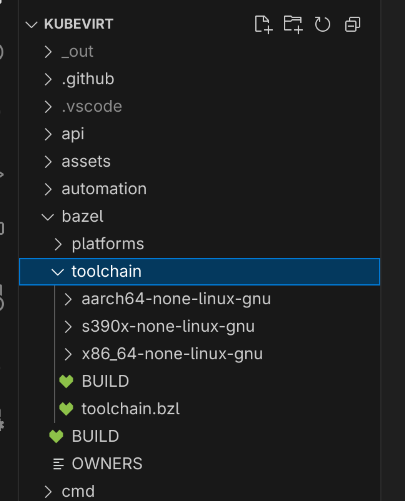 KUBEVIRT
_out
.github
.vscode
api
assets
automation
bazel
platforms
toolchain
aarch64-none-linux-gnu
s390x-none-linux-gnu
x86_64-none-linux-gnu
BUILD
toolchain.bzl
BUILD
OWNERS
cmd